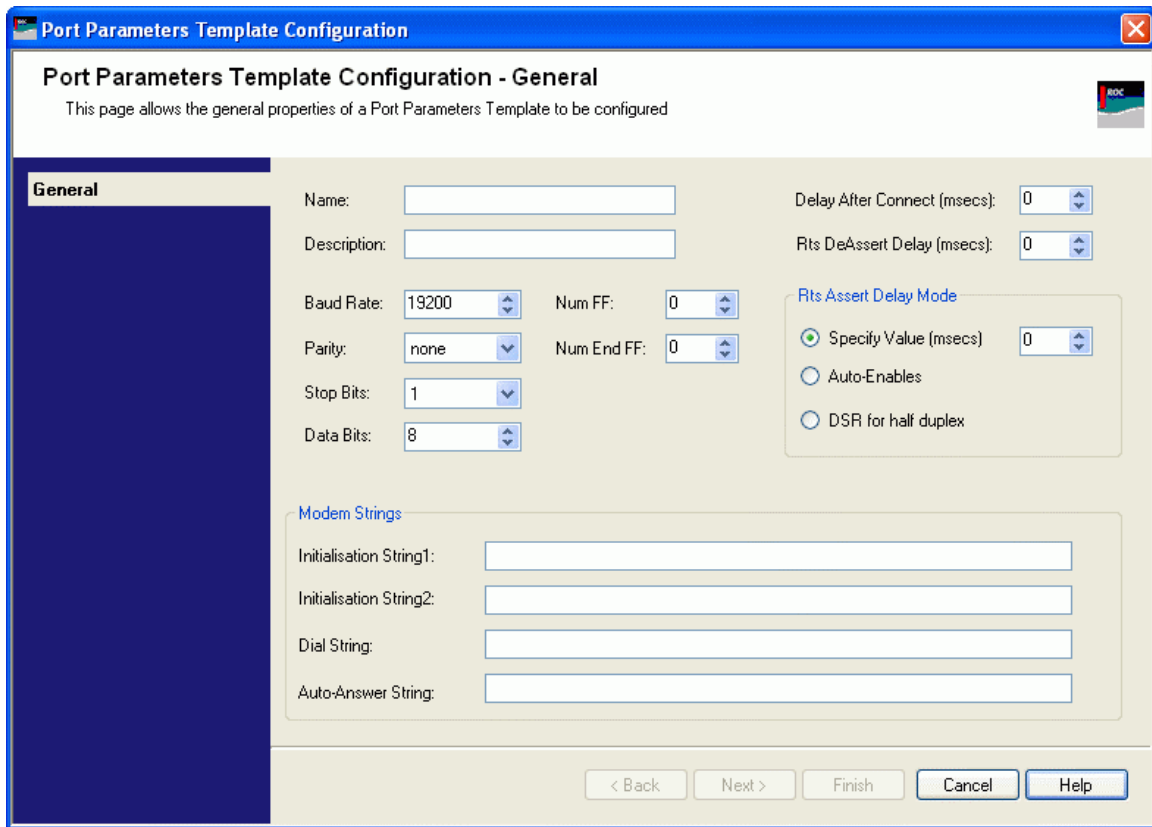 Port Parameters Template Configuration
Port Parameters Template Configuration - General
This page allows the general properties of a Port Parameters Template to be configured
ROC
General
Name:
Description:
Delay After Connect (msecs): 0
Rts DeAssert Delay (msecs): 0
Baud Rate: 19200
Num FF: 0
Parity: none
Num End FF: 0
Stop Bits: 1
Data Bits: 8
Rts Assert Delay Mode
Specify Value (msecs) 0
Auto-Enables
DSR for half duplex
Modem Strings
Initialisation String1:
Initialisation String2:
Dial String:
Auto-Answer String:
< Back Next > Finish Cancel Help